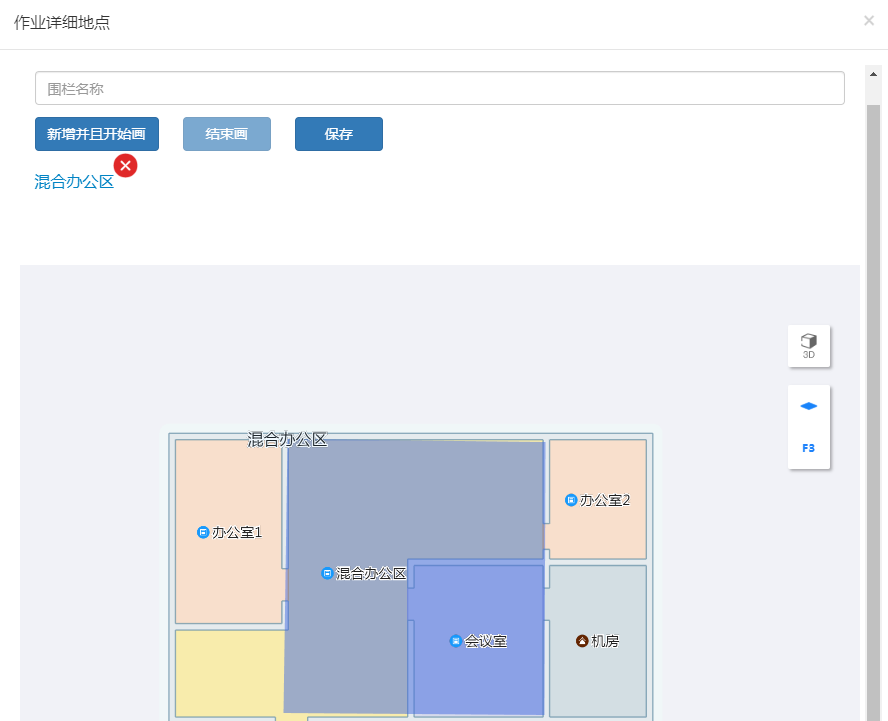 作业详细地点
围栏名称
新增并且开始画 结束画 保存
混合办公区
3D
F3
混合办公区
办公室1
办公室2
混合办公区
会议室
机房